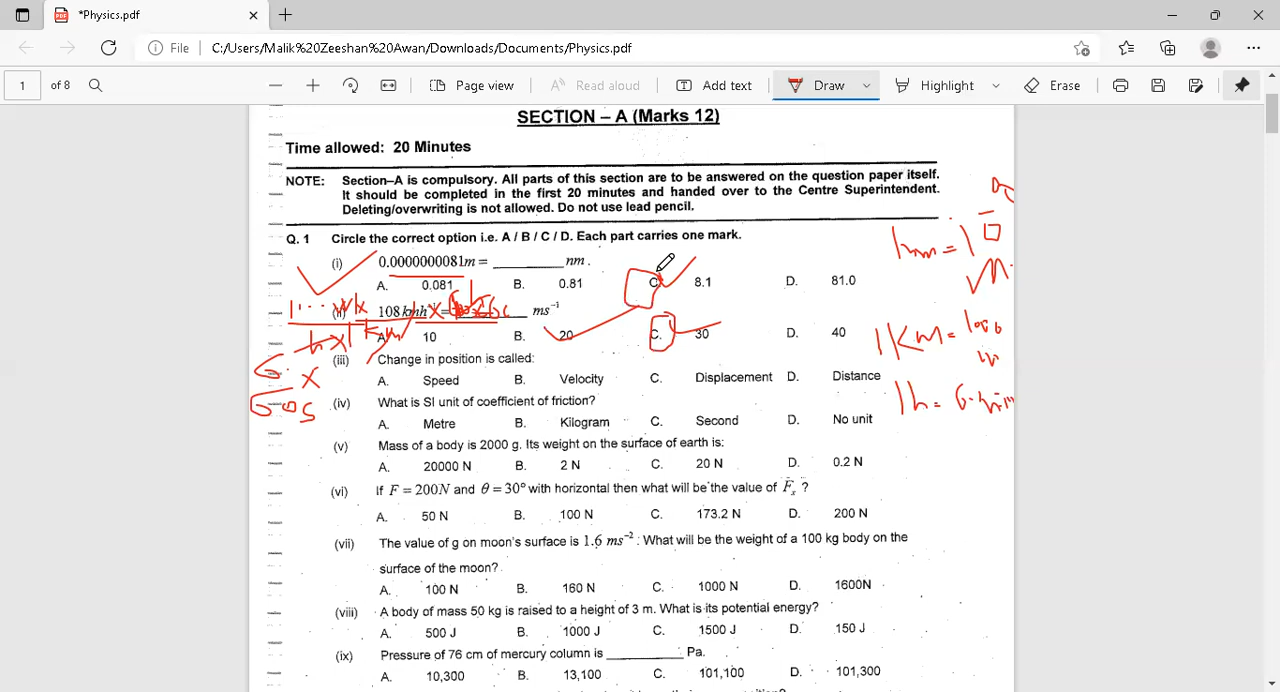 *Physics.pdf
File C:/Users/Malik%20Zeeshan%20Awan/Downloads/Documents/Physics.pdf
1 of 8 Page view Read aloud Add text Draw Highlight Erase
SECTION – A (Marks 12)
Time allowed: 20 Minutes
NOTE: Section–A is compulsory. All parts of this section are to be answered on the question paper itself.
It should be completed in the first 20 minutes and handed over to the Centre Superintendent.
Deleting/overwriting is not allowed. Do not use lead pencil.
Q. 1 Circle the correct option i.e. A / B / C / D. Each part carries one mark.
(i) 0.0000000081m = ________ nm.
A. 0.081 B. 0.81 C. 8.1 D. 81.0
(ii) 108 kmh = ms⁻¹
A. 10 B. 20 C. 30 D. 40
(iii) Change in position is called:
A. Speed B. Velocity C. Displacement D. Distance
(iv) What is SI unit of coefficient of friction?
A. Metre B. Kilogram C. Second D. No unit
(v) Mass of a body is 2000 g. Its weight on the surface of earth is:
A. 20000 N B. 2 N C. 20 N D. 0.2 N
(vi) If F = 200N and θ = 30° with horizontal then what will be the value of Fₓ ?
A. 50 N B. 100 N C. 173.2 N D. 200 N
(vii) The value of g on moon's surface is 1.6 ms⁻² . What will be the weight of a 100 kg body on the
surface of the moon?
A. 100 N B. 160 N C. 1000 N D. 1600N
(viii) A body of mass 50 kg is raised to a height of 3 m. What is its potential energy?
A. 500 J B. 1000 J C. 1500 J D. 150 J
(ix) Pressure of 76 cm of mercury column is ________ Pa.
A. 10,300 B. 13,100 C. 101,100 D. 101,300
1 Km =
1h =